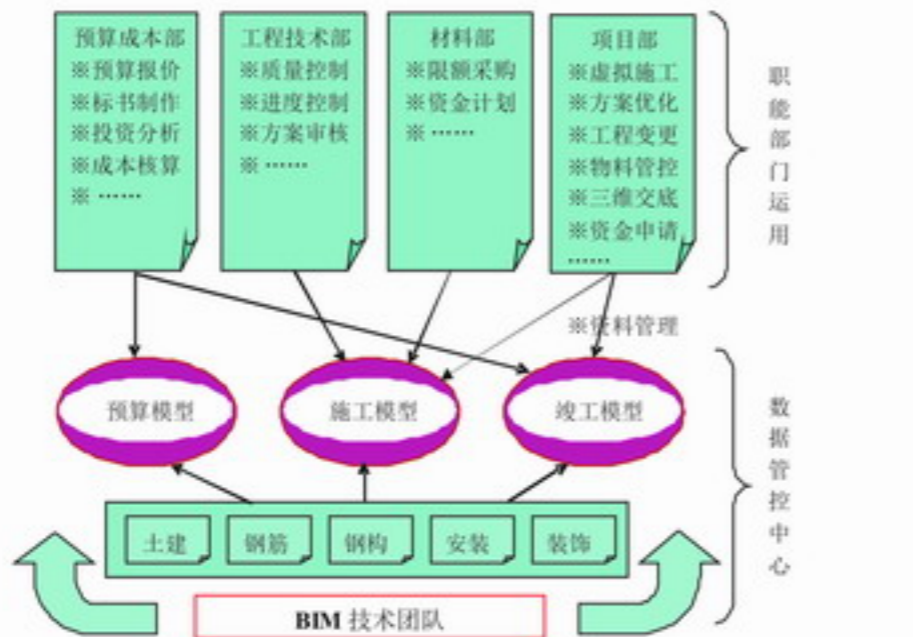 预算成本部
※预算报价
※标书制作
※投资分析
※成本核算
※ ……
工程技术部
※质量控制
※进度控制
※方案审核
※ ……
材料部
※限额采购
※资金计划
※ ……
项目部
※虚拟施工
※方案优化
※工程变更
※物料管控
※三维交底
※资金申请
……
※资料管理
职能部门运用
预算模型
施工模型
竣工模型
数据管控中心
土建
钢筋
钢构
安装
装饰
BIM 技术团队